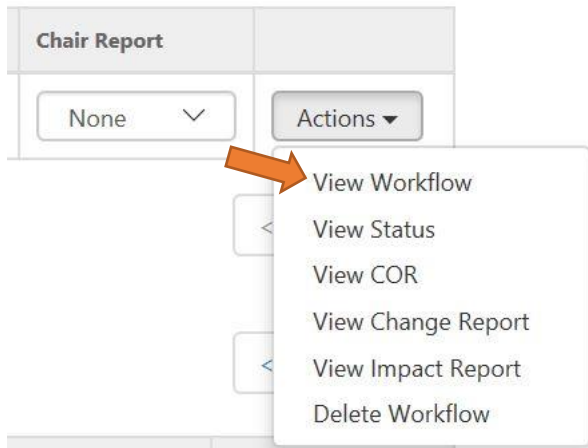 Chair Report
None
Actions
View Workflow
<
View Status
View COR
View Change Report
<
View Impact Report
Delete Workflow